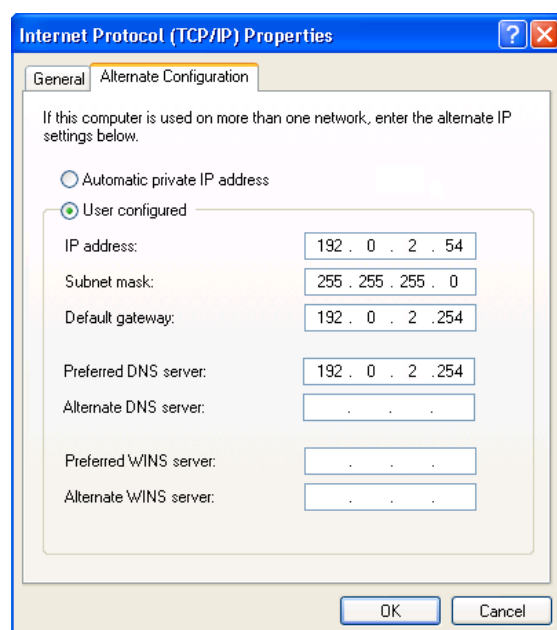 Internet Protocol (TCP/IP) Properties
General
Alternate Configuration
If this computer is used on more than one network, enter the alternate IP
settings below.
Automatic private IP address
User configured
IP address: 192 . 0 . 2 . 54
Subnet mask: 255 . 255 . 255 . 0
Default gateway: 192 . 0 . 2 .254
Preferred DNS server: 192 . 0 . 2 .254
Alternate DNS server: . . .
Preferred WINS server: . . .
Alternate WINS server: . . .
OK
Cancel